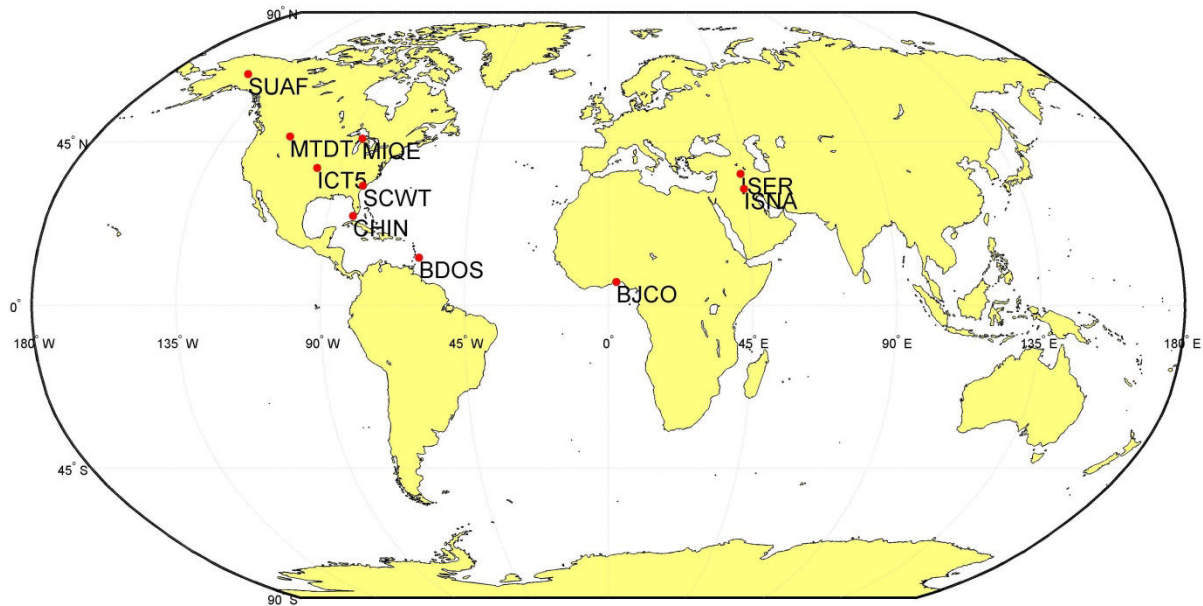 90° N
SUAF
45° N
MTDT
MIQE
ICT5
SCWT
ISER
ISNA
CHIN
BDOS
BJCO
0°
180° W
135° W
90° W
45° W
0°
45° E
90° E
135° E
180° E
45° S
90° S